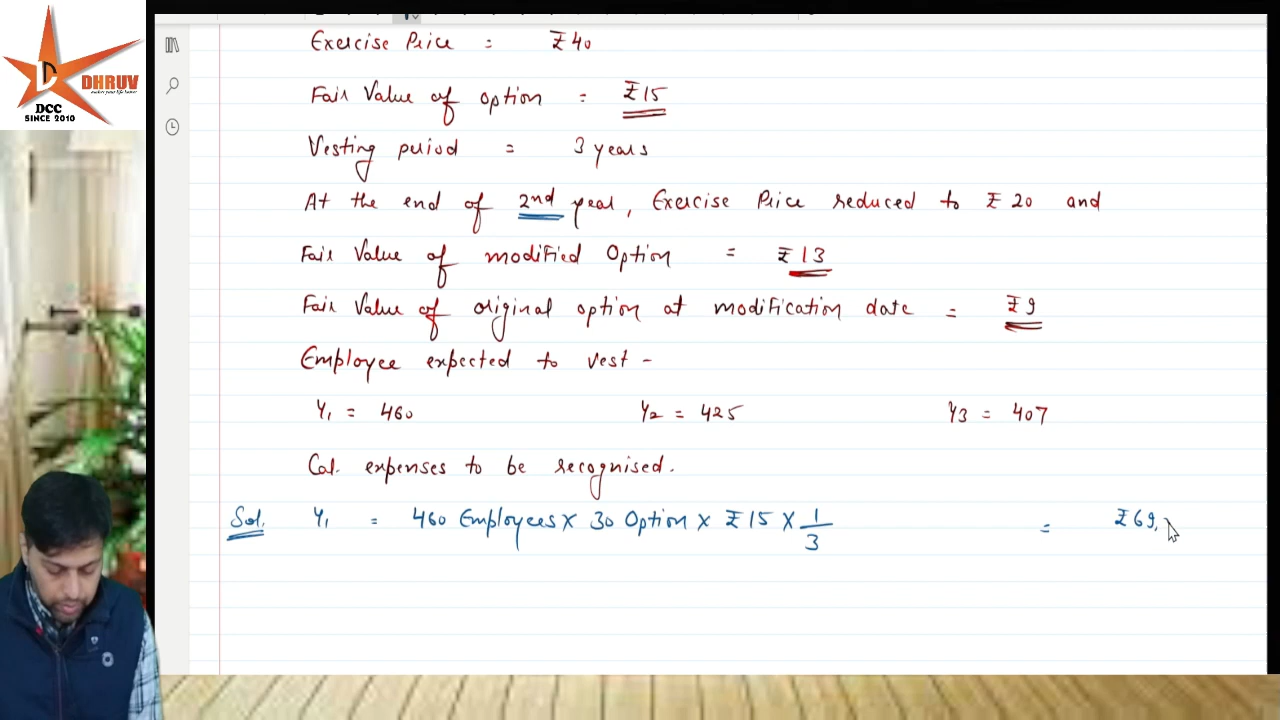 DHRUV
DCC
SINCE 2010
Exercise Price = ₹40
Fair Value of option = ₹15
Vesting period = 3 years
At the end of 2nd year, Exercise Price reduced to ₹20 and
Fair Value of modified Option = ₹13
Fair Value of original option at modification date = ₹9
Employee expected to vest -
Y1 = 460 Y2 = 425 Y3 = 407
Cal. expenses to be recognised.
Sol. Y1 = 460 Employees × 30 Option × ₹15 × 1/3 = ₹69,